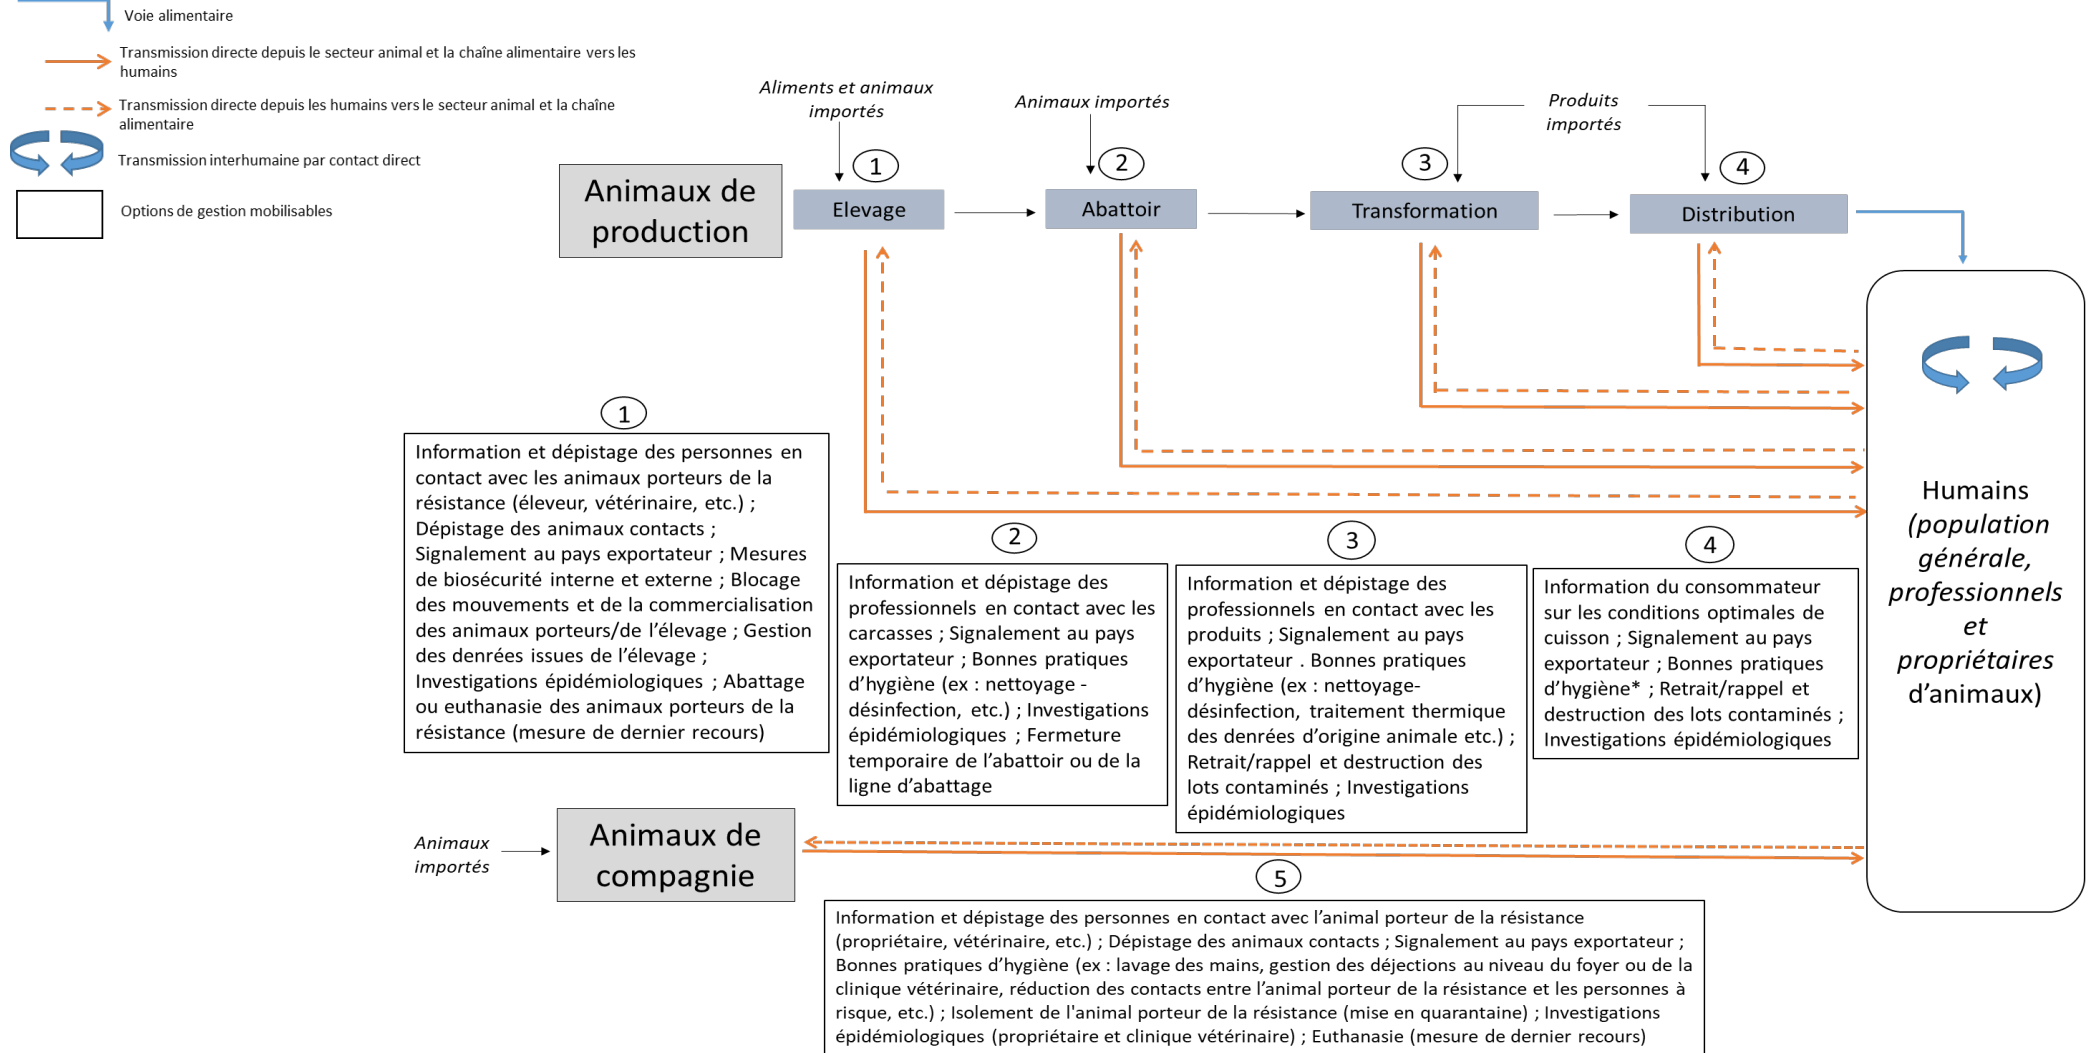 Voie alimentaire
Transmission directe depuis le secteur animal et la chaîne alimentaire vers les
humains
Transmission directe depuis les humains vers le secteur animal et la chaîne
alimentaire
Transmission interhumaine par contact direct
Options de gestion mobilisables
Aliments et animaux
importés
Animaux importés
Produits
importés
1
2
3
4
Animaux de
production
Elevage
Abattoir
Transformation
Distribution
1
Information et dépistage des personnes en
contact avec les animaux porteurs de la
résistance (éleveur, vétérinaire, etc.) ;
Dépistage des animaux contacts ;
Signalement au pays exportateur ; Mesures
de biosécurité interne et externe ; Blocage
des mouvements et de la commercialisation
des animaux porteurs/de l’élevage ; Gestion
des denrées issues de l’élevage ;
Investigations épidémiologiques ; Abattage
ou euthanasie des animaux porteurs de la
résistance (mesure de dernier recours)
2
Information et dépistage des
professionnels en contact avec les
carcasses ; Signalement au pays
exportateur ; Bonnes pratiques
d’hygiène (ex : nettoyage -
désinfection, etc.) ; Investigations
épidémiologiques ; Fermeture
temporaire de l’abattoir ou de la
ligne d’abattage
3
Information et dépistage des
professionnels en contact avec les
produits ; Signalement au pays
exportateur . Bonnes pratiques
d’hygiène (ex : nettoyage-
désinfection, traitement thermique
des denrées d’origine animale etc.) ;
Retrait/rappel et destruction des
lots contaminés ; Investigations
épidémiologiques
4
Information du consommateur
sur les conditions optimales de
cuisson ; Signalement au pays
exportateur ; Bonnes pratiques
d’hygiène* ; Retrait/rappel et
destruction des lots contaminés ;
Investigations épidémiologiques
Humains
(population
générale,
professionnels
et
propriétaires
d’animaux)
Animaux
importés
Animaux de
compagnie
5
Information et dépistage des personnes en contact avec l’animal porteur de la résistance
(propriétaire, vétérinaire, etc.) ; Dépistage des animaux contacts ; Signalement au pays exportateur ;
Bonnes pratiques d’hygiène (ex : lavage des mains, gestion des déjections au niveau du foyer ou de la
clinique vétérinaire, réduction des contacts entre l’animal porteur de la résistance et les personnes à
risque, etc.) ; Isolement de l'animal porteur de la résistance (mise en quarantaine) ; Investigations
épidémiologiques (propriétaire et clinique vétérinaire) ; Euthanasie (mesure de dernier recours)